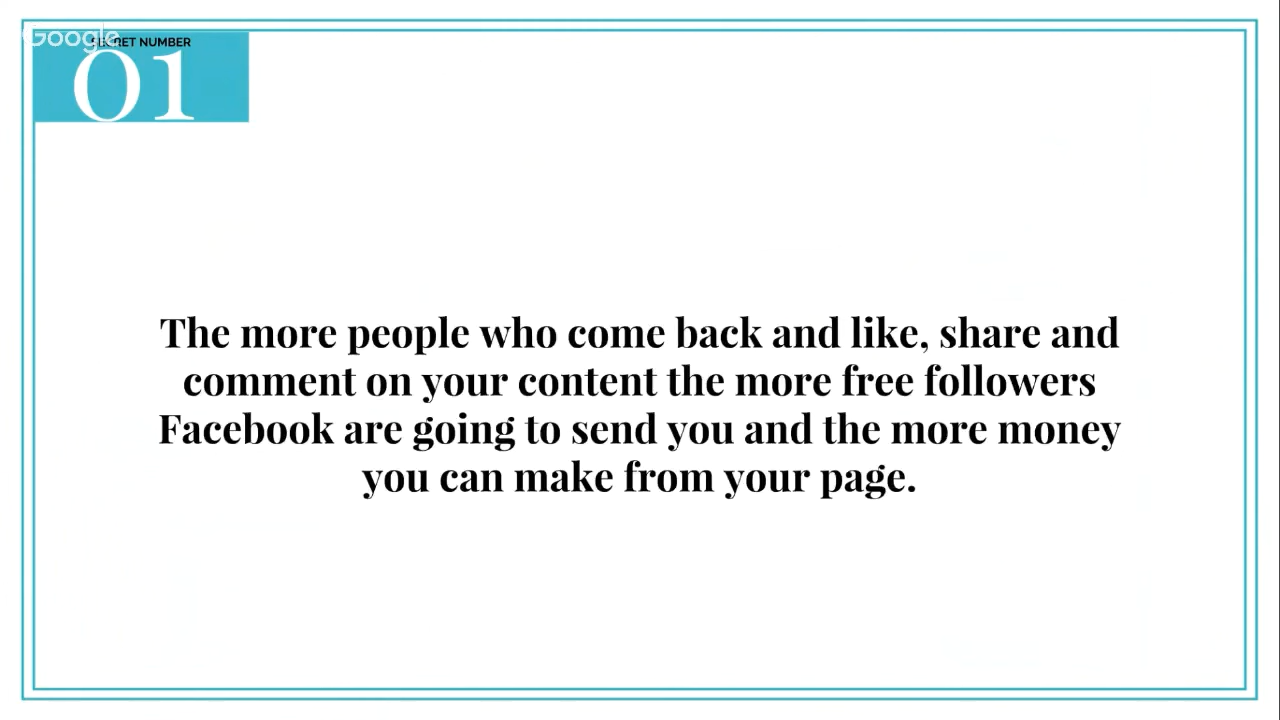 Google
SECRET NUMBER
01
The more people who come back and like, share and
comment on your content the more free followers
Facebook are going to send you and the more money
you can make from your page.